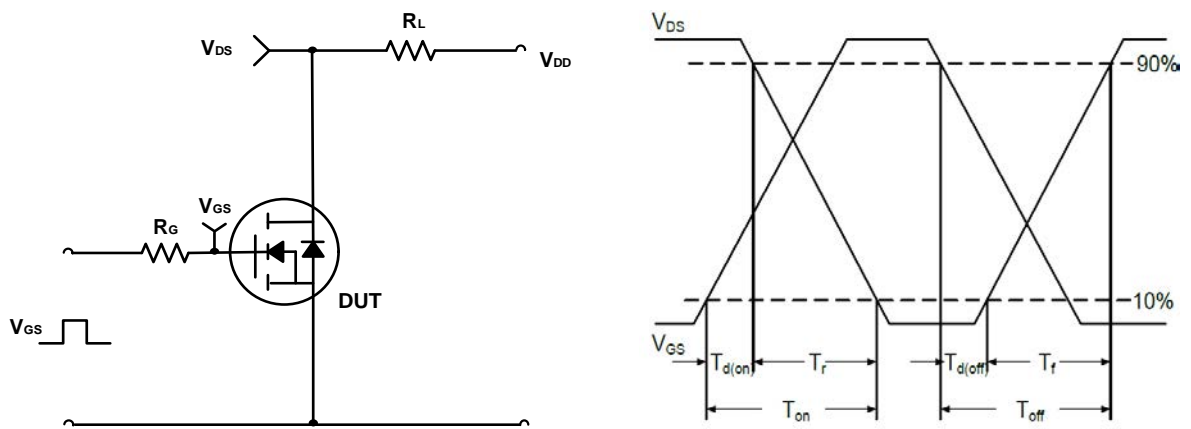 RL
VDS
VDD
VGS
RG
DUT
VGS
VDS
90%
10%
VGS
Td(on)
Tr
Td(off)
Tf
Ton
Toff